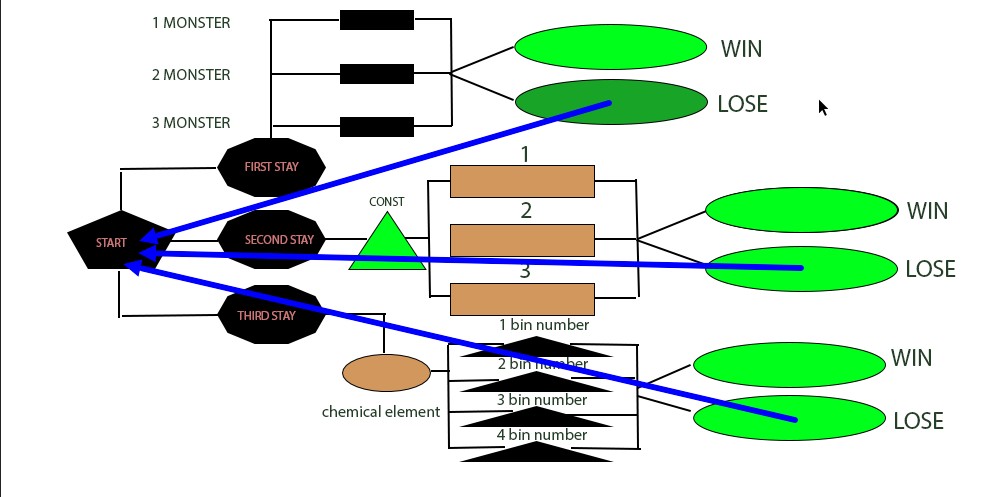 1 MONSTER
2 MONSTER
3 MONSTER
WIN
LOSE
FIRST STAY
1
CONST
2
WIN
START
SECOND STAY
3
LOSE
THIRD STAY
1 bin number
2 bin number
WIN
3 bin number
chemical element
LOSE
4 bin number